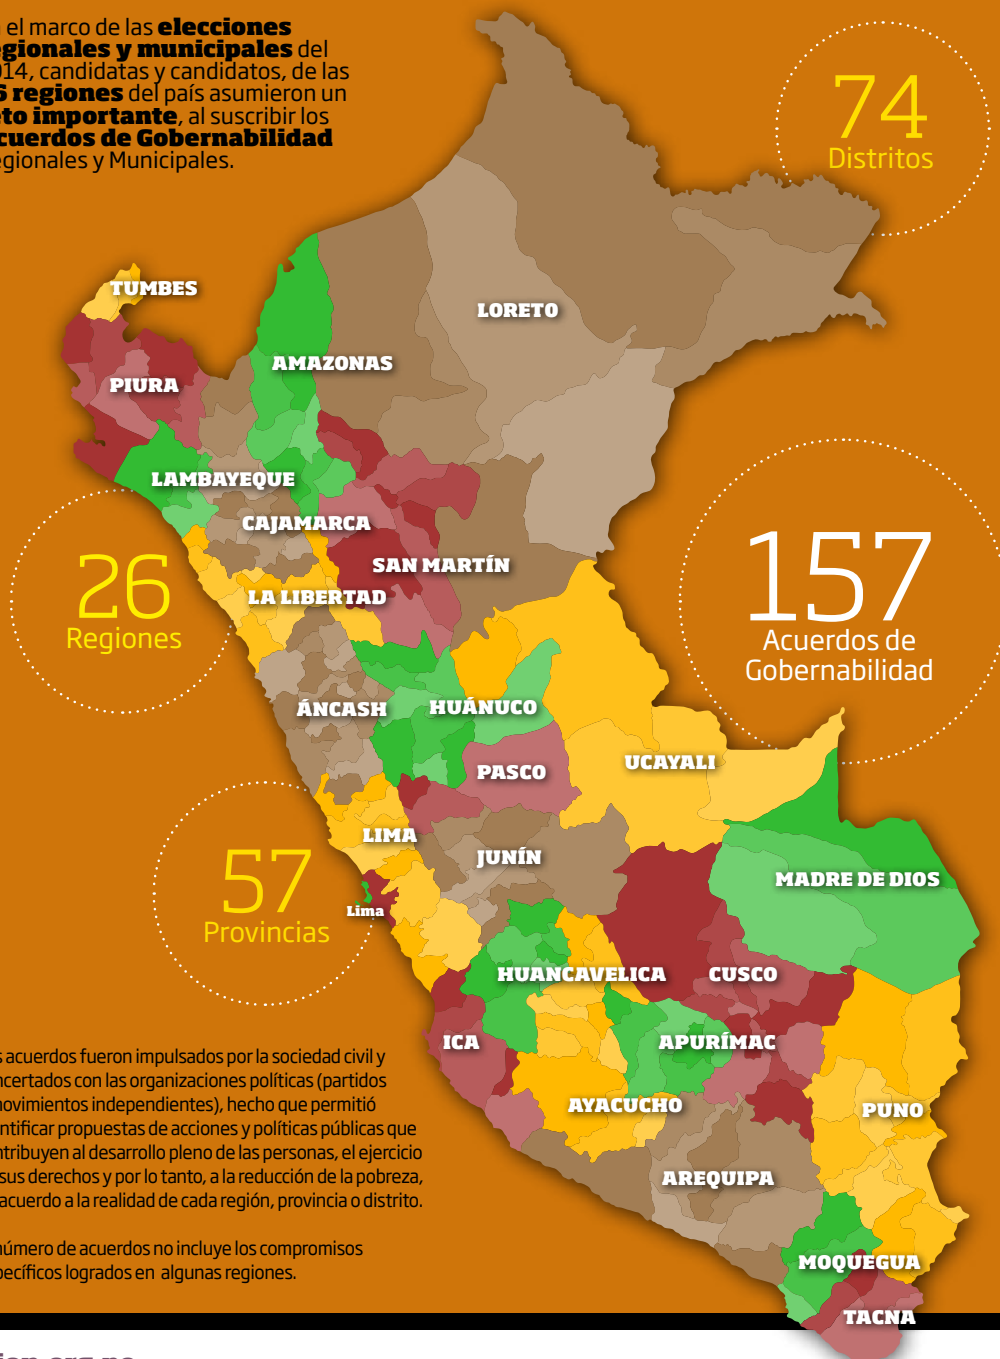 el marco de las elecciones
gionales y municipales del
14, candidatas y candidatos, de las
6 regiones del país asumieron un
to importante, al suscribir los
cuerdos de Gobernabilidad
egionales y Municipales.
74
Distritos
TUMBES
LORETO
AMAZONAS
PIURA
LAMBAYEQUE
CAJAMARCA
SAN MARTÍN
26
Regiones
LA LIBERTAD
157
Acuerdos de
Gobernabilidad
ÁNCASH
HUÁNUCO
UCAYALI
PASCO
LIMA
JUNÍN
57
Provincias
MADRE DE DIOS
Lima
HUANCAVELICA
CUSCO
ICA
APURÍMAC
AYACUCHO
PUNO
AREQUIPA
MOQUEGUA
TACNA
s acuerdos fueron impulsados por la sociedad civil y
ncertados con las organizaciones políticas (partidos
movimientos independientes), hecho que permitió
entificar propuestas de acciones y políticas públicas que
ntribuyen al desarrollo pleno de las personas, el ejercicio
sus derechos y por lo tanto, a la reducción de la pobreza,
acuerdo a la realidad de cada región, provincia o distrito.
número de acuerdos no incluye los compromisos
pecíficos logrados en algunas regiones.